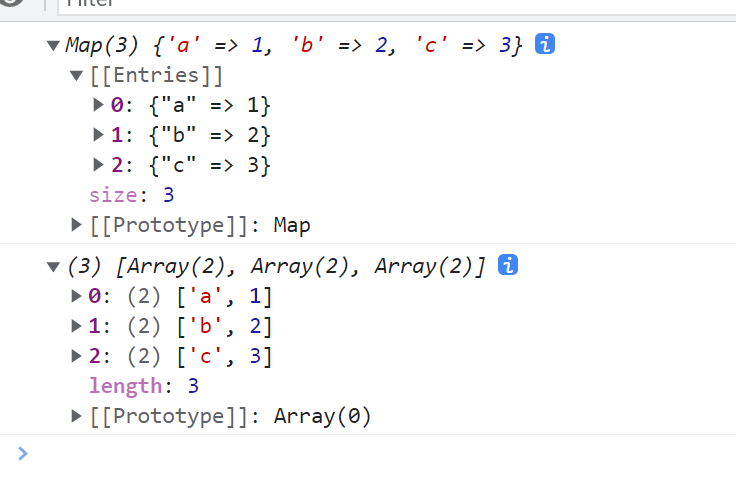 Filter
Map(3) {'a' => 1, 'b' => 2, 'c' => 3} i
[[Entries]]
0: {"a" => 1}
1: {"b" => 2}
2: {"c" => 3}
size: 3
[[Prototype]]: Map
(3) [Array(2), Array(2), Array(2)] i
0: (2) ['a', 1]
1: (2) ['b', 2]
2: (2) ['c', 3]
length: 3
[[Prototype]]: Array(0)